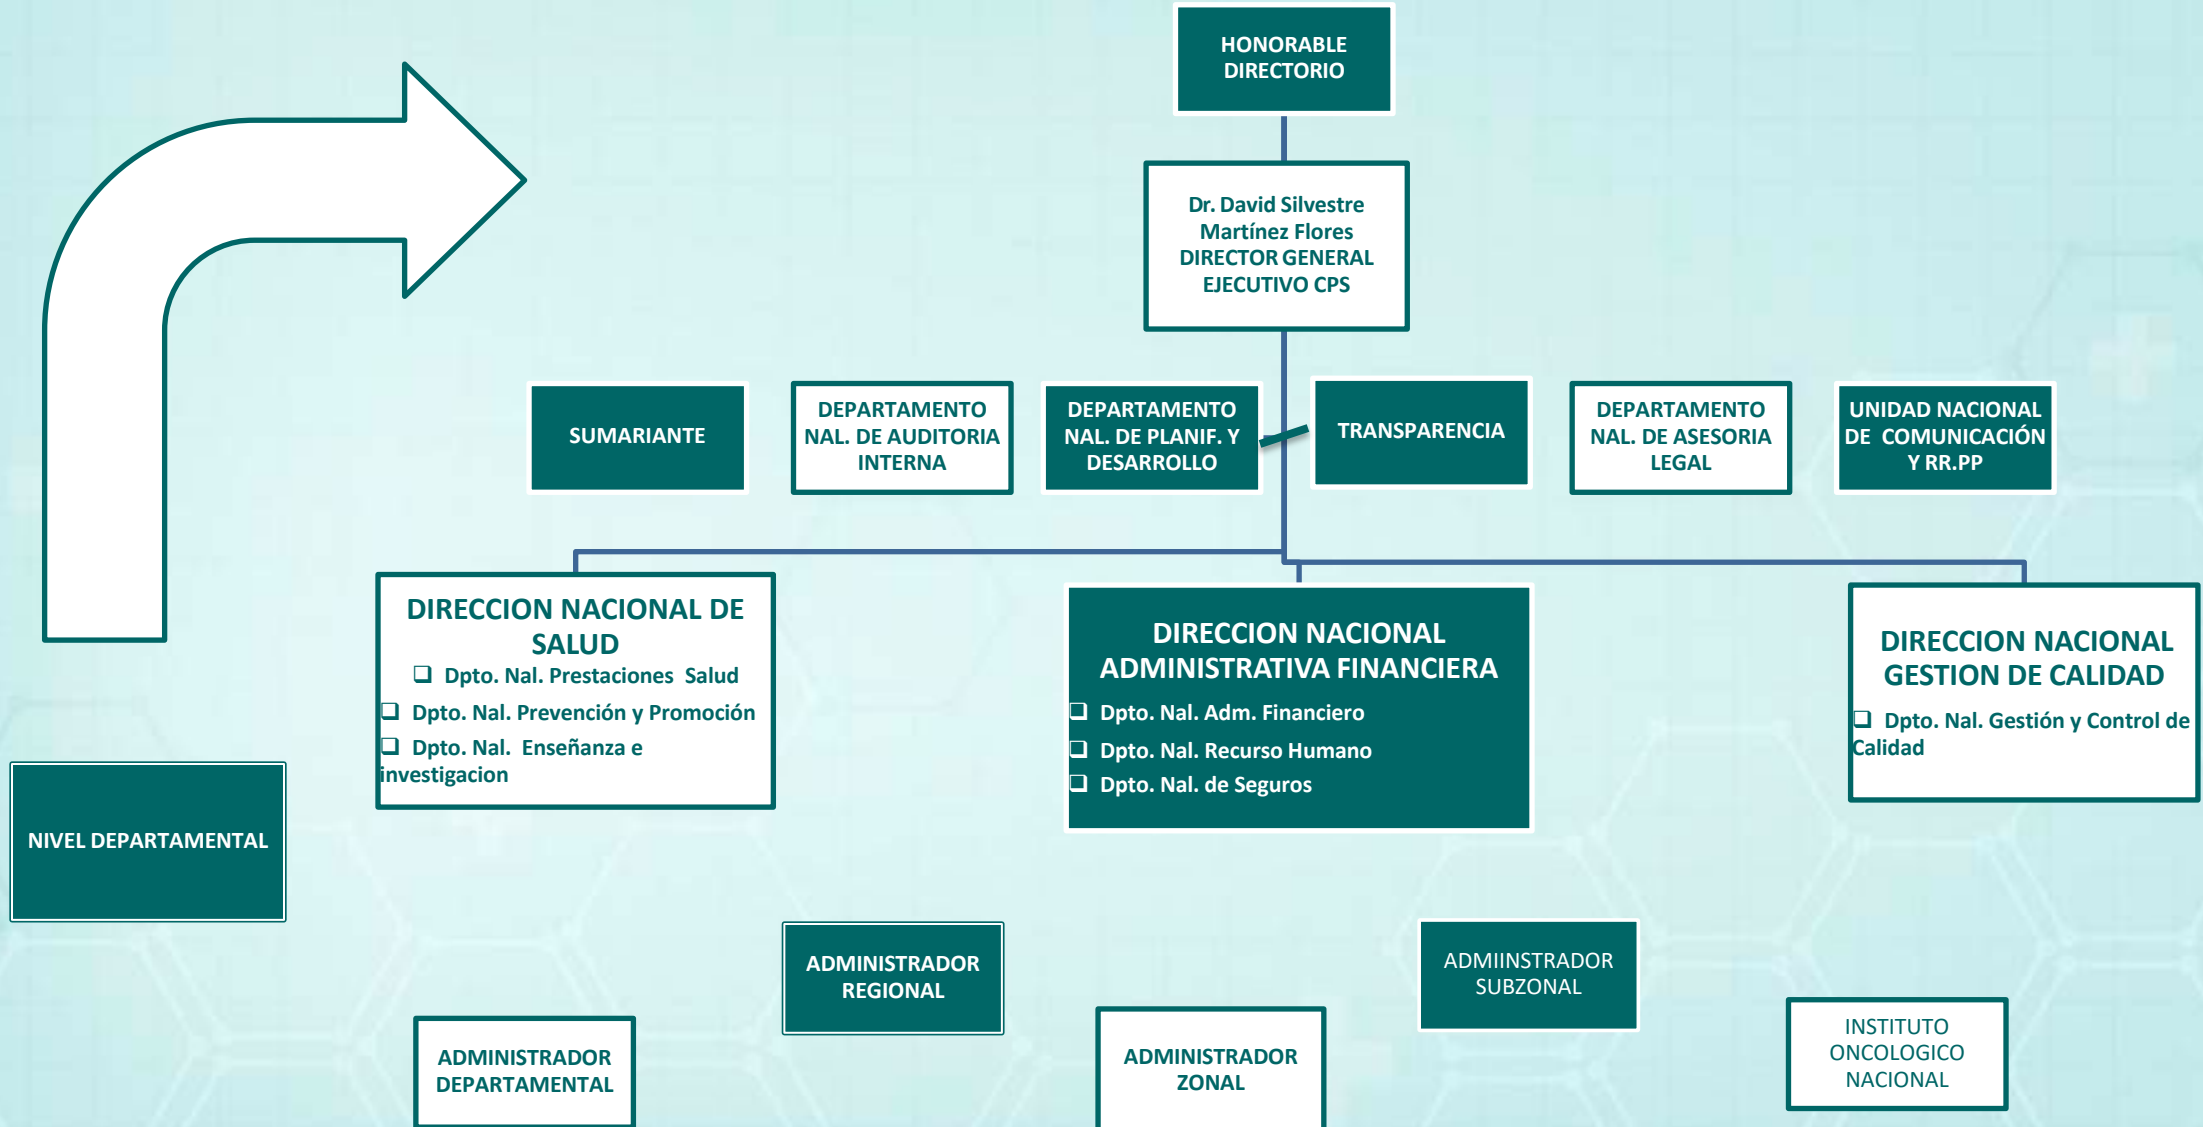 HONORABLE
DIRECTORIO
Dr. David Silvestre
Martínez Flores
DIRECTOR GENERAL
EJECUTIVO CPS
SUMARIANTE
DEPARTAMENTO
NAL. DE AUDITORIA
INTERNA
DEPARTAMENTO
NAL. DE PLANIF. Y
DESARROLLO
TRANSPARENCIA
DEPARTAMENTO
NAL. DE ASESORIA
LEGAL
UNIDAD NACIONAL
DE COMUNICACIÓN
Y RR.PP
DIRECCION NACIONAL DE
SALUD
❑ Dpto. Nal. Prestaciones Salud
❑ Dpto. Nal. Prevención y Promoción
❑ Dpto. Nal. Enseñanza e
investigacion
DIRECCION NACIONAL
ADMINISTRATIVA FINANCIERA
❑ Dpto. Nal. Adm. Financiero
❑ Dpto. Nal. Recurso Humano
❑ Dpto. Nal. de Seguros
DIRECCION NACIONAL
GESTION DE CALIDAD
❑ Dpto. Nal. Gestión y Control de
Calidad
NIVEL DEPARTAMENTAL
ADMINISTRADOR
DEPARTAMENTAL
ADMINISTRADOR
REGIONAL
ADMINISTRADOR
ZONAL
ADMIINSTRADOR
SUBZONAL
INSTITUTO
ONCOLOGICO
NACIONAL